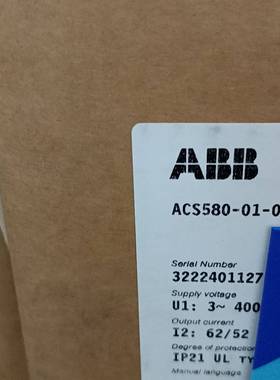 ABB
ACS580-01-0
Serial Number
3222401127
Supply voltage
U1: 3~ 400
Output current
I2: 62/52
Degree of protection
IP21 UL TY
Manual language